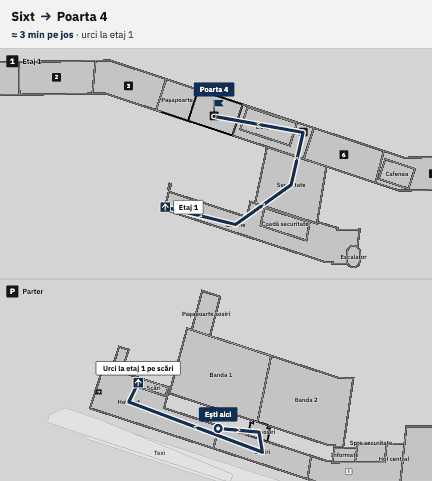 Sixt → Poarta 4
≈ 3 min pe jos · urci la etaj 1
1 Etaj 1
2
3
Pașapoarte
Poarta 4
6
Cafenea
Etaj 1
Escalator
P Parter
Pașapoarte sosiri
Banda 1
Urci la etaj 1 pe scări
Scări
Banda 2
Ești aici
Taxi
Spre securitate
Informații
Hol central